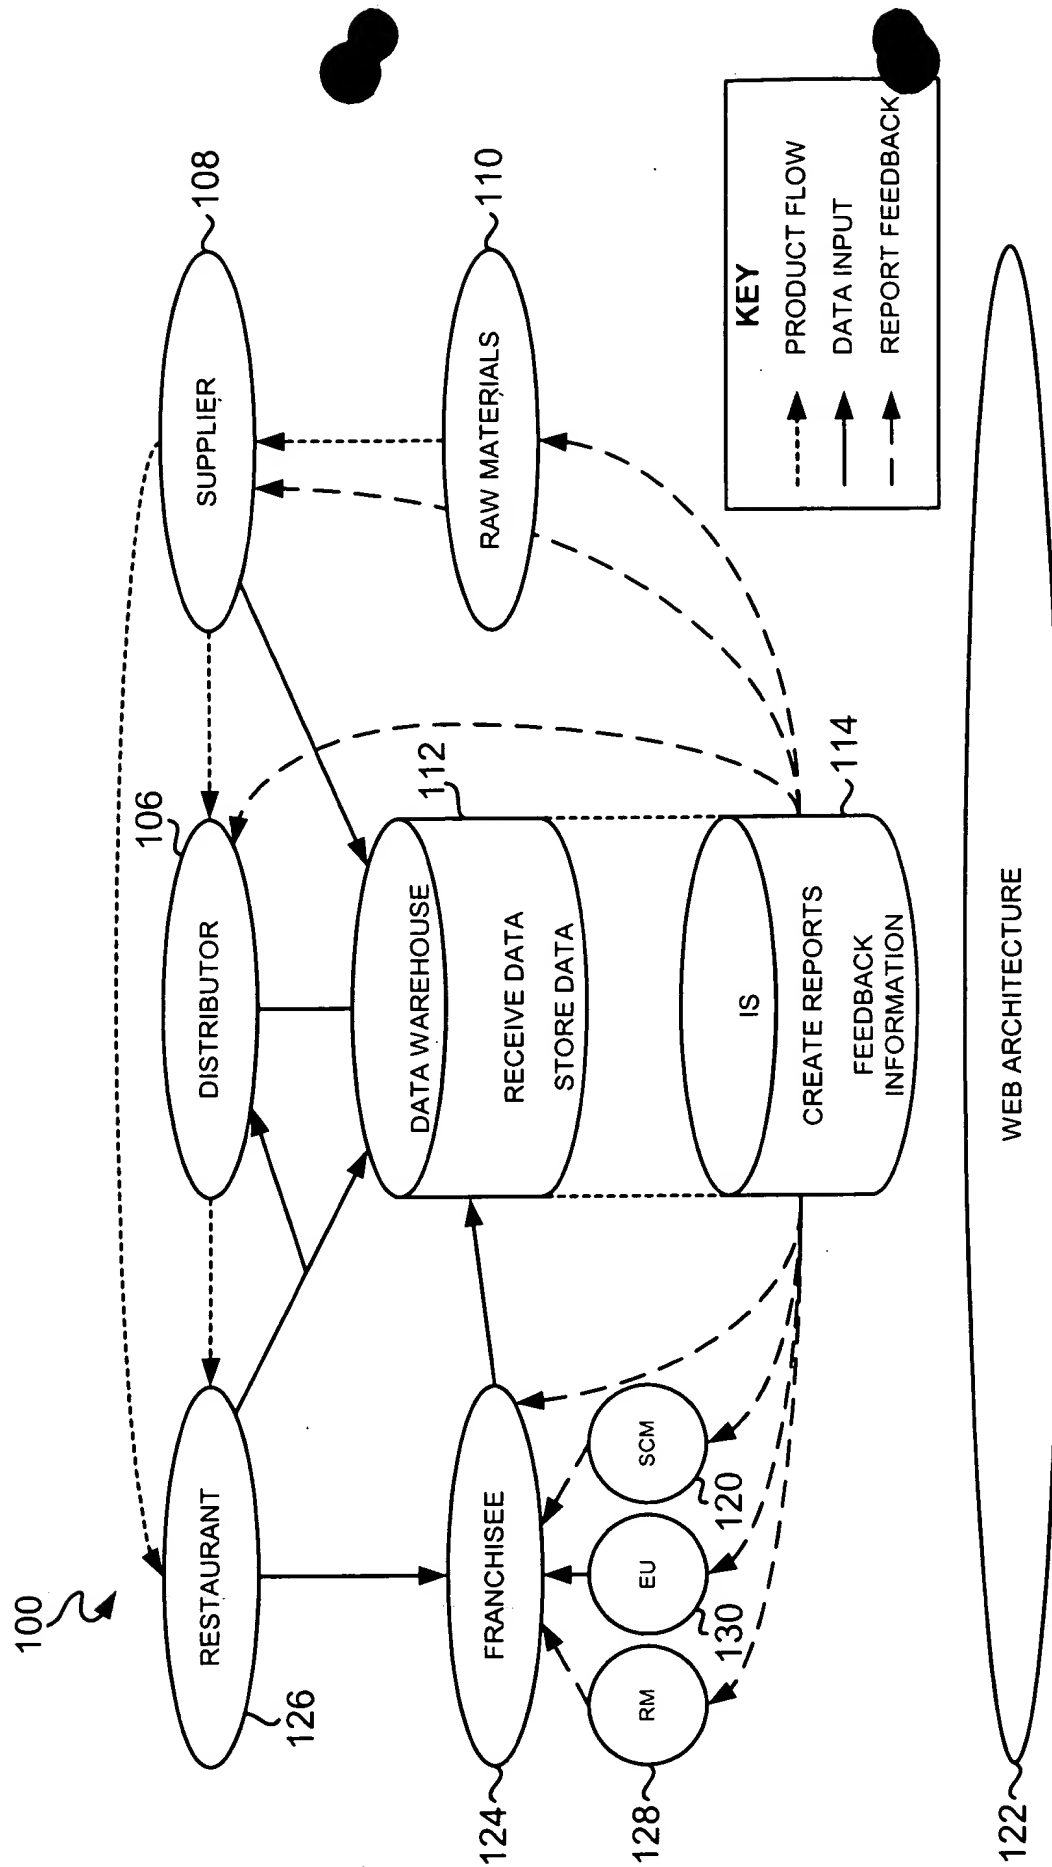 100
126
RESTAURANT
106
DISTRIBUTOR
SUPPLIER
108
124
FRANCHISEE
DATA WAREHOUSE
112
RECEIVE DATA
STORE DATA
RAW MATERIALS
110
128
RM
EU
130
SCM
120
IS
CREATE REPORTS
FEEDBACK
INFORMATION
114
KEY
PRODUCT FLOW
DATA INPUT
REPORT FEEDBACK
122
WEB ARCHITECTURE